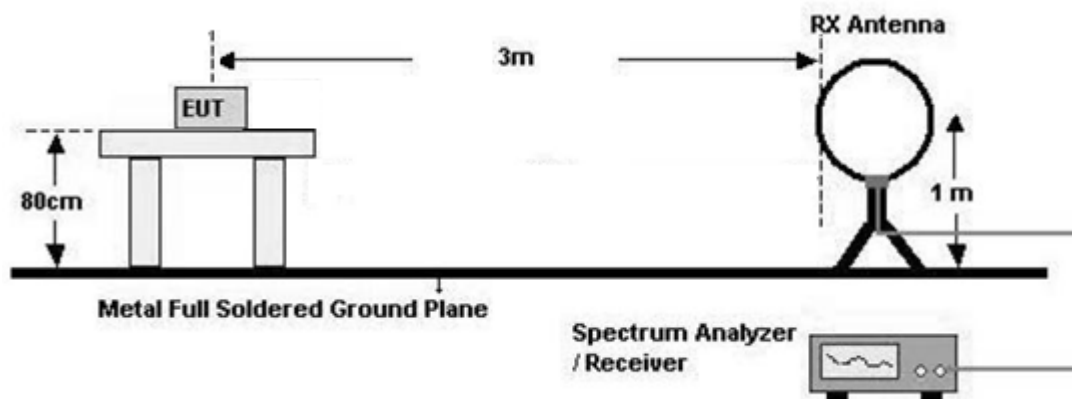 RX Antenna
3m
EUT
80cm
1 m
Metal Full Soldered Ground Plane
Spectrum Analyzer
/ Receiver